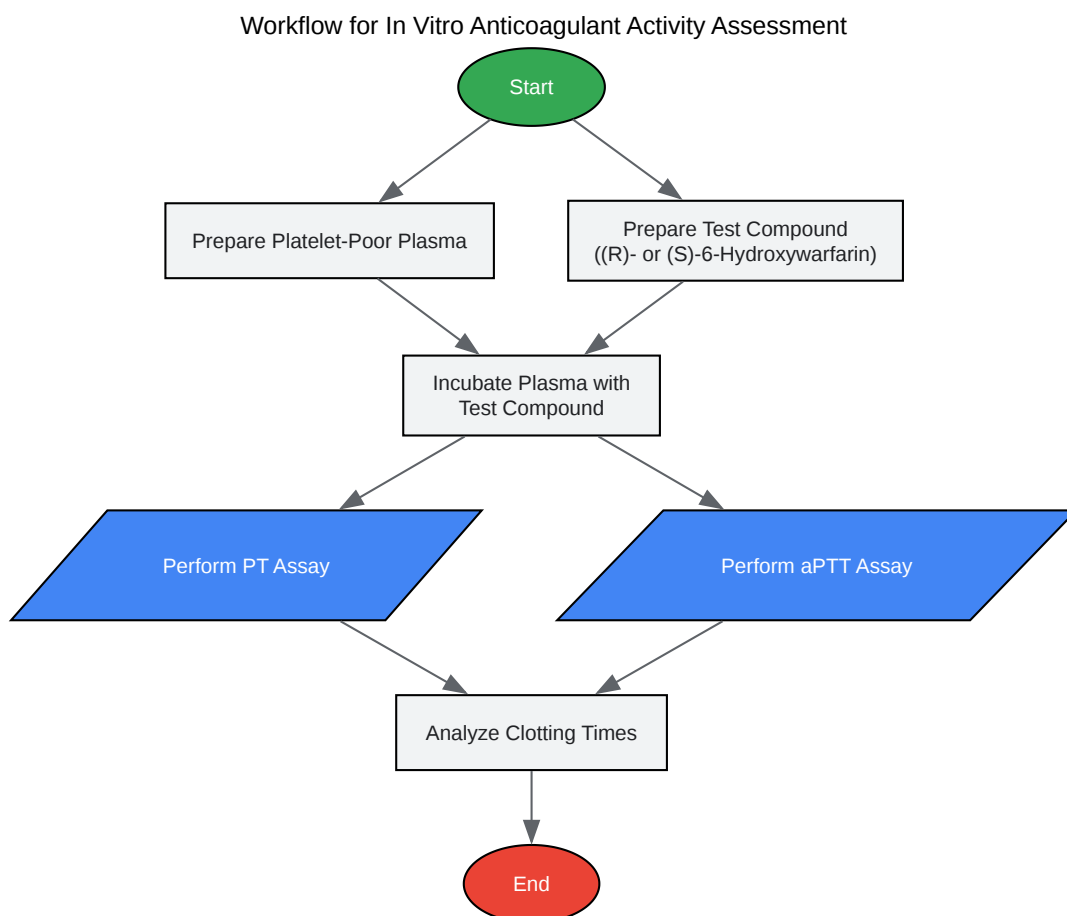 Workflow for In Vitro Anticoagulant Activity Assessment
Start
Prepare Platelet-Poor Plasma
Prepare Test Compound
((R)- or (S)-6-Hydroxywarfarin)
Incubate Plasma with
Test Compound
Perform PT Assay
Perform aPTT Assay
Analyze Clotting Times
End